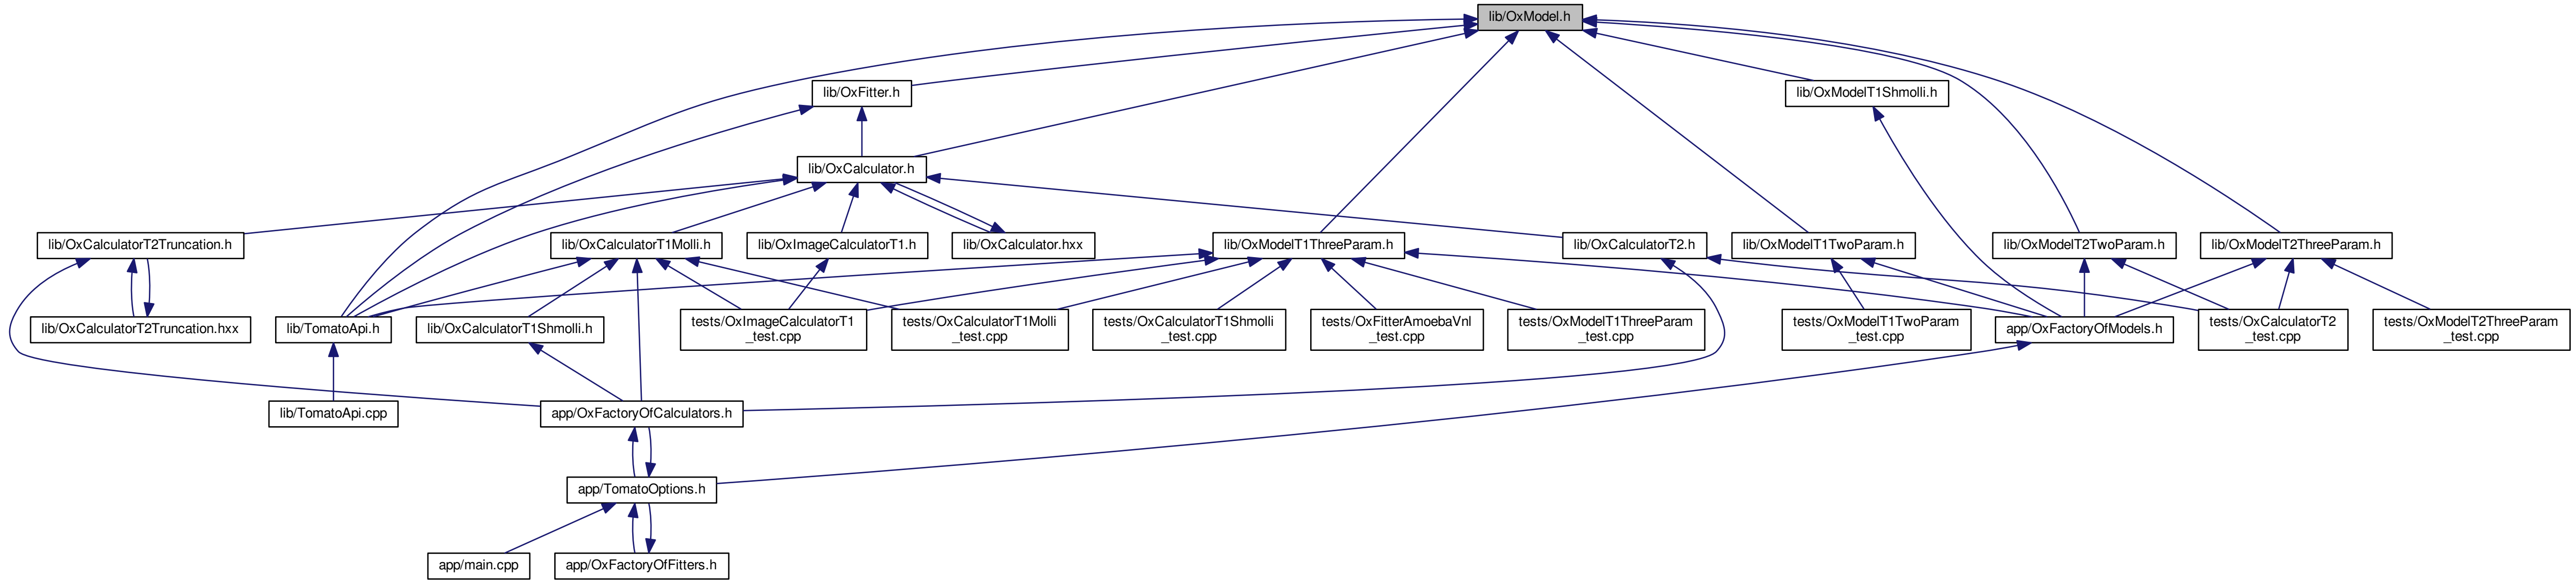 lib/OxModel.h
lib/OxFitter.h
lib/OxModelT1Shmolli.h
lib/OxCalculator.h
lib/OxCalculatorT2Truncation.h
lib/OxCalculatorT1Molli.h
lib/OxImageCalculatorT1.h
lib/OxCalculator.hxx
lib/OxModelT1ThreeParam.h
lib/OxCalculatorT2.h
lib/OxModelT1TwoParam.h
lib/OxModelT2TwoParam.h
lib/OxModelT2ThreeParam.h
lib/OxCalculatorT2Truncation.hxx
lib/TomatoApi.h
lib/OxCalculatorT1Shmolli.h
tests/OxImageCalculatorT1
_test.cpp
tests/OxCalculatorT1Molli
_test.cpp
tests/OxCalculatorT1Shmolli
_test.cpp
tests/OxFitterAmoebaVnl
_test.cpp
tests/OxModelT1ThreeParam
_test.cpp
tests/OxModelT1TwoParam
_test.cpp
app/OxFactoryOfModels.h
tests/OxCalculatorT2
_test.cpp
tests/OxModelT2ThreeParam
_test.cpp
lib/TomatoApi.cpp
app/OxFactoryOfCalculators.h
app/TomatoOptions.h
app/main.cpp
app/OxFactoryOfFitters.h